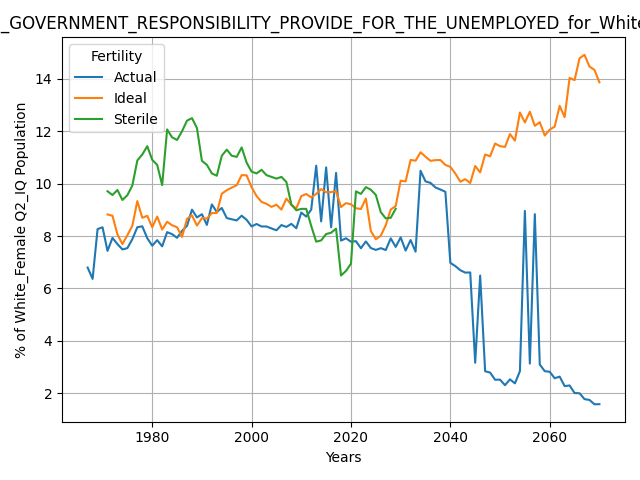 _GOVERNMENT_RESPONSIBILITY_PROVIDE_FOR_THE_UNEMPLOYED_for_White
Fertility
Actual
Ideal
Sterile
% of White_Female Q2_IQ Population
14
12
10
8
6
4
2
1980
2000
2020
2040
2060
Years